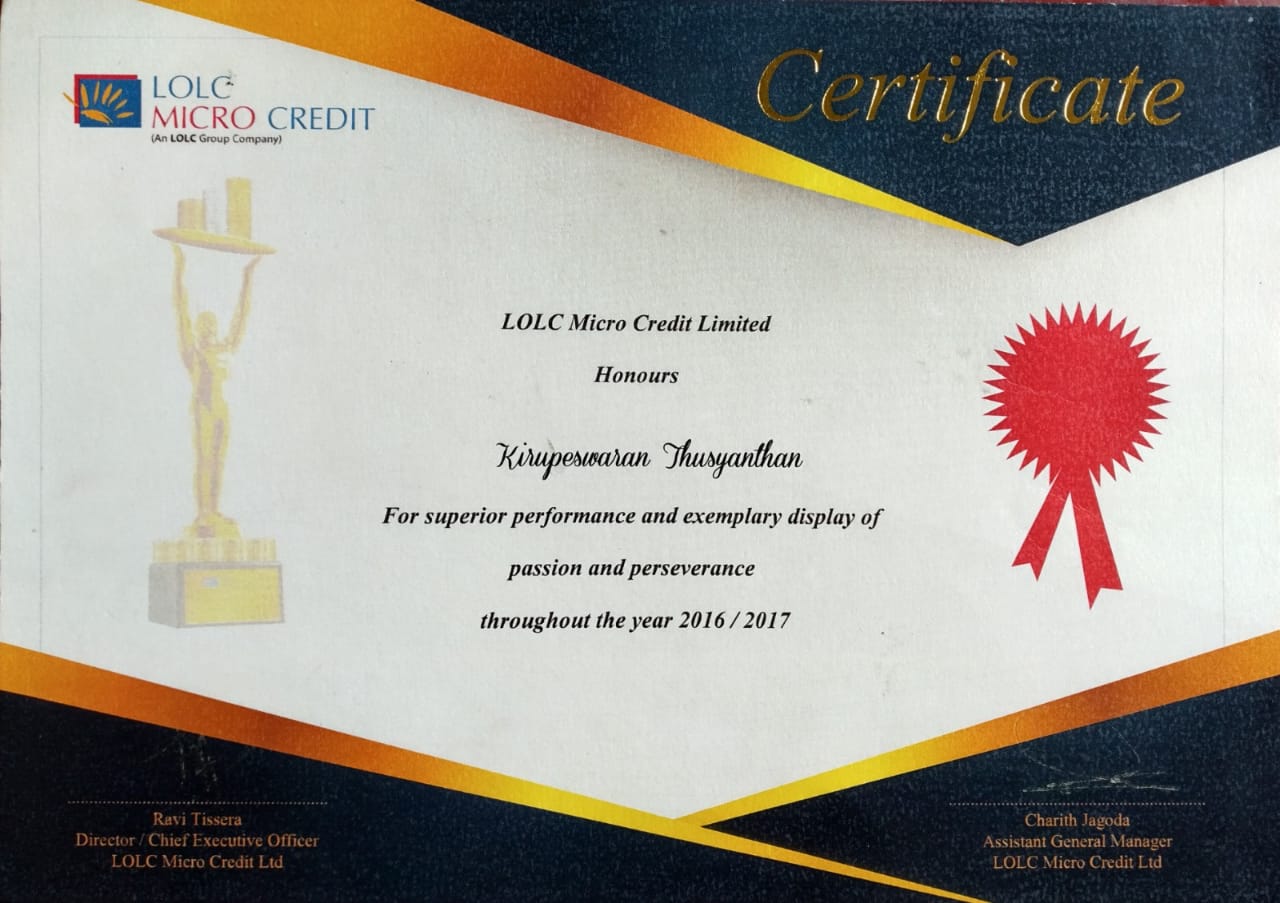 LOLC
MICRO CREDIT
(An LOLC Group Company)
Certificate
LOLC Micro Credit Limited
Honours
Kirupeswaran Thusyanthan
For superior performance and exemplary display of
passion and perseverance
throughout the year 2016 / 2017
Ravi Tissera
Director / Chief Executive Officer
LOLC Micro Credit Ltd
Charith Jagoda
Assistant General Manager
LOLC Micro Credit Ltd